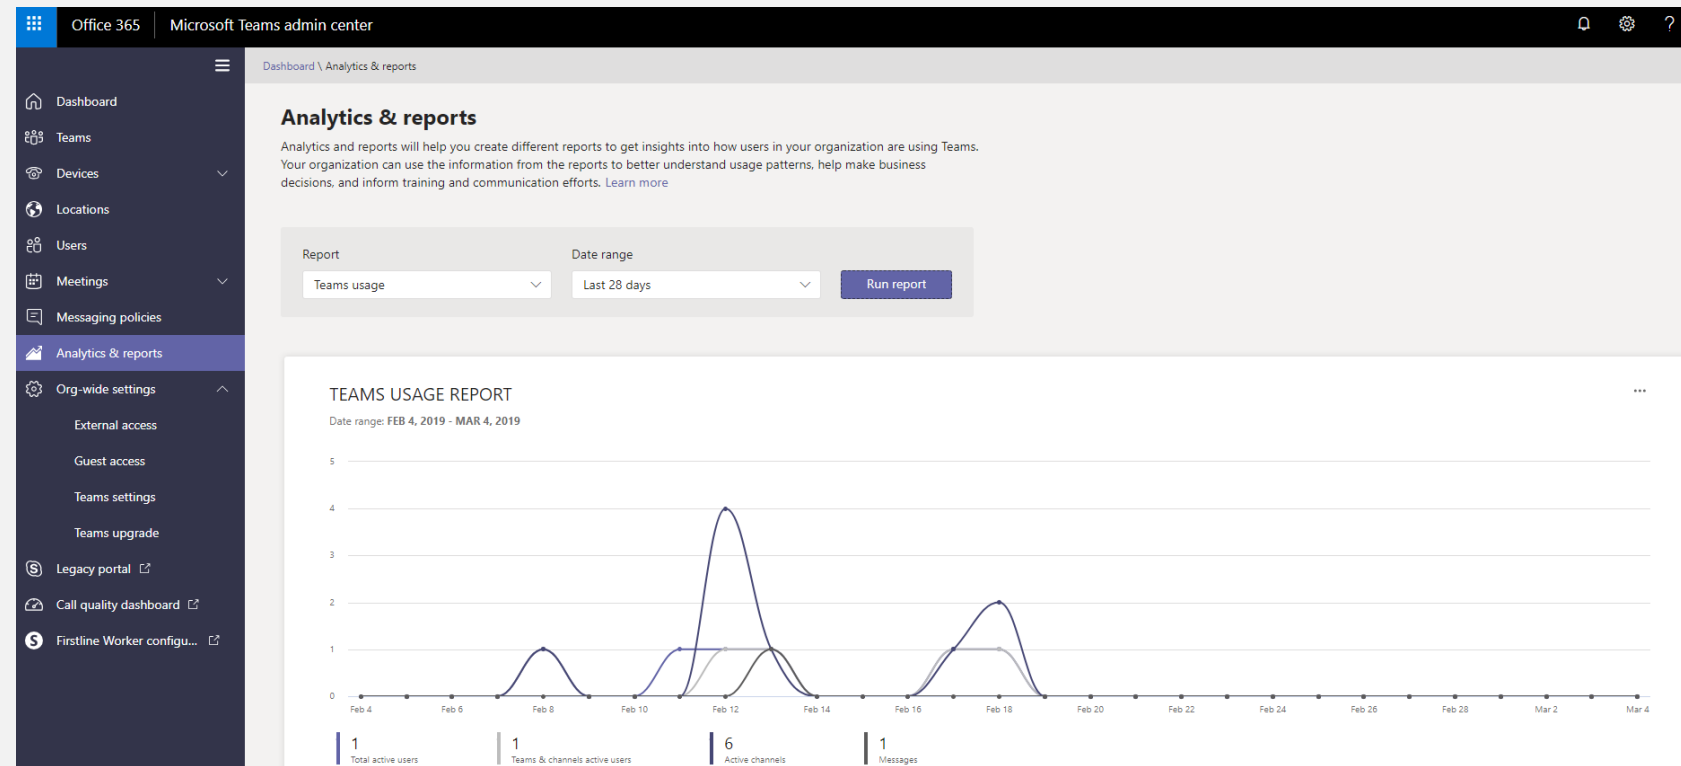 Office 365
Microsoft Teams admin center
?
Dashboard
Teams
Devices
Locations
Users
Meetings
Messaging policies
Analytics & reports
Org-wide settings
External access
Guest access
Teams settings
Teams upgrade
Legacy portal
Call quality dashboard
Firstline Worker configu...
Dashboard \ Analytics & reports
Analytics & reports
Analytics and reports will help you create different reports to get insights into how users in your organization are using Teams.
Your organization can use the information from the reports to better understand usage patterns, help make business
decisions, and inform training and communication efforts. Learn more
Report
Date range
Teams usage
Last 28 days
Run report
TEAMS USAGE REPORT
...
Date range: FEB 4, 2019 - MAR 4, 2019
5
4
3
2
1
0
Feb 4 Feb 6 Feb 8 Feb 10 Feb 12 Feb 14 Feb 16 Feb 18 Feb 20 Feb 22 Feb 24 Feb 26 Feb 28 Mar 2 Mar 4
1
Total active users
1
Teams & channels active users
6
Active channels
1
Messages